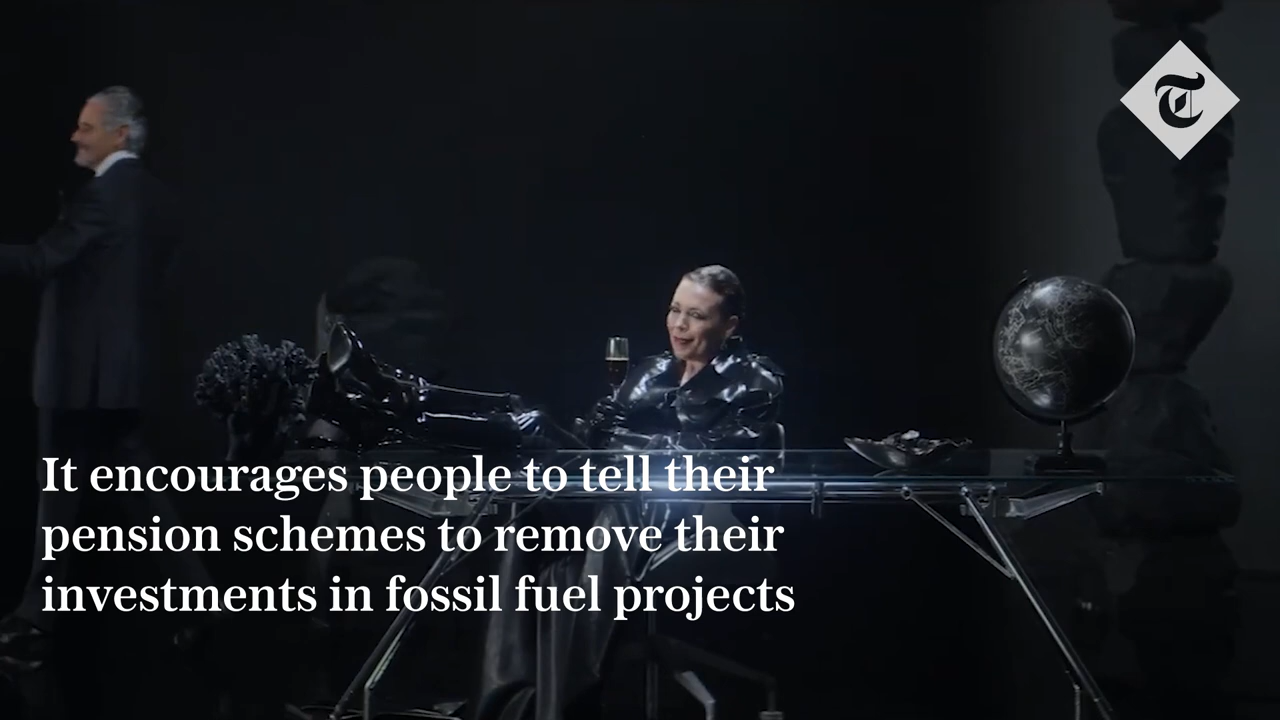 T
It encourages people to tell their
pension schemes to remove their
investments in fossil fuel projects